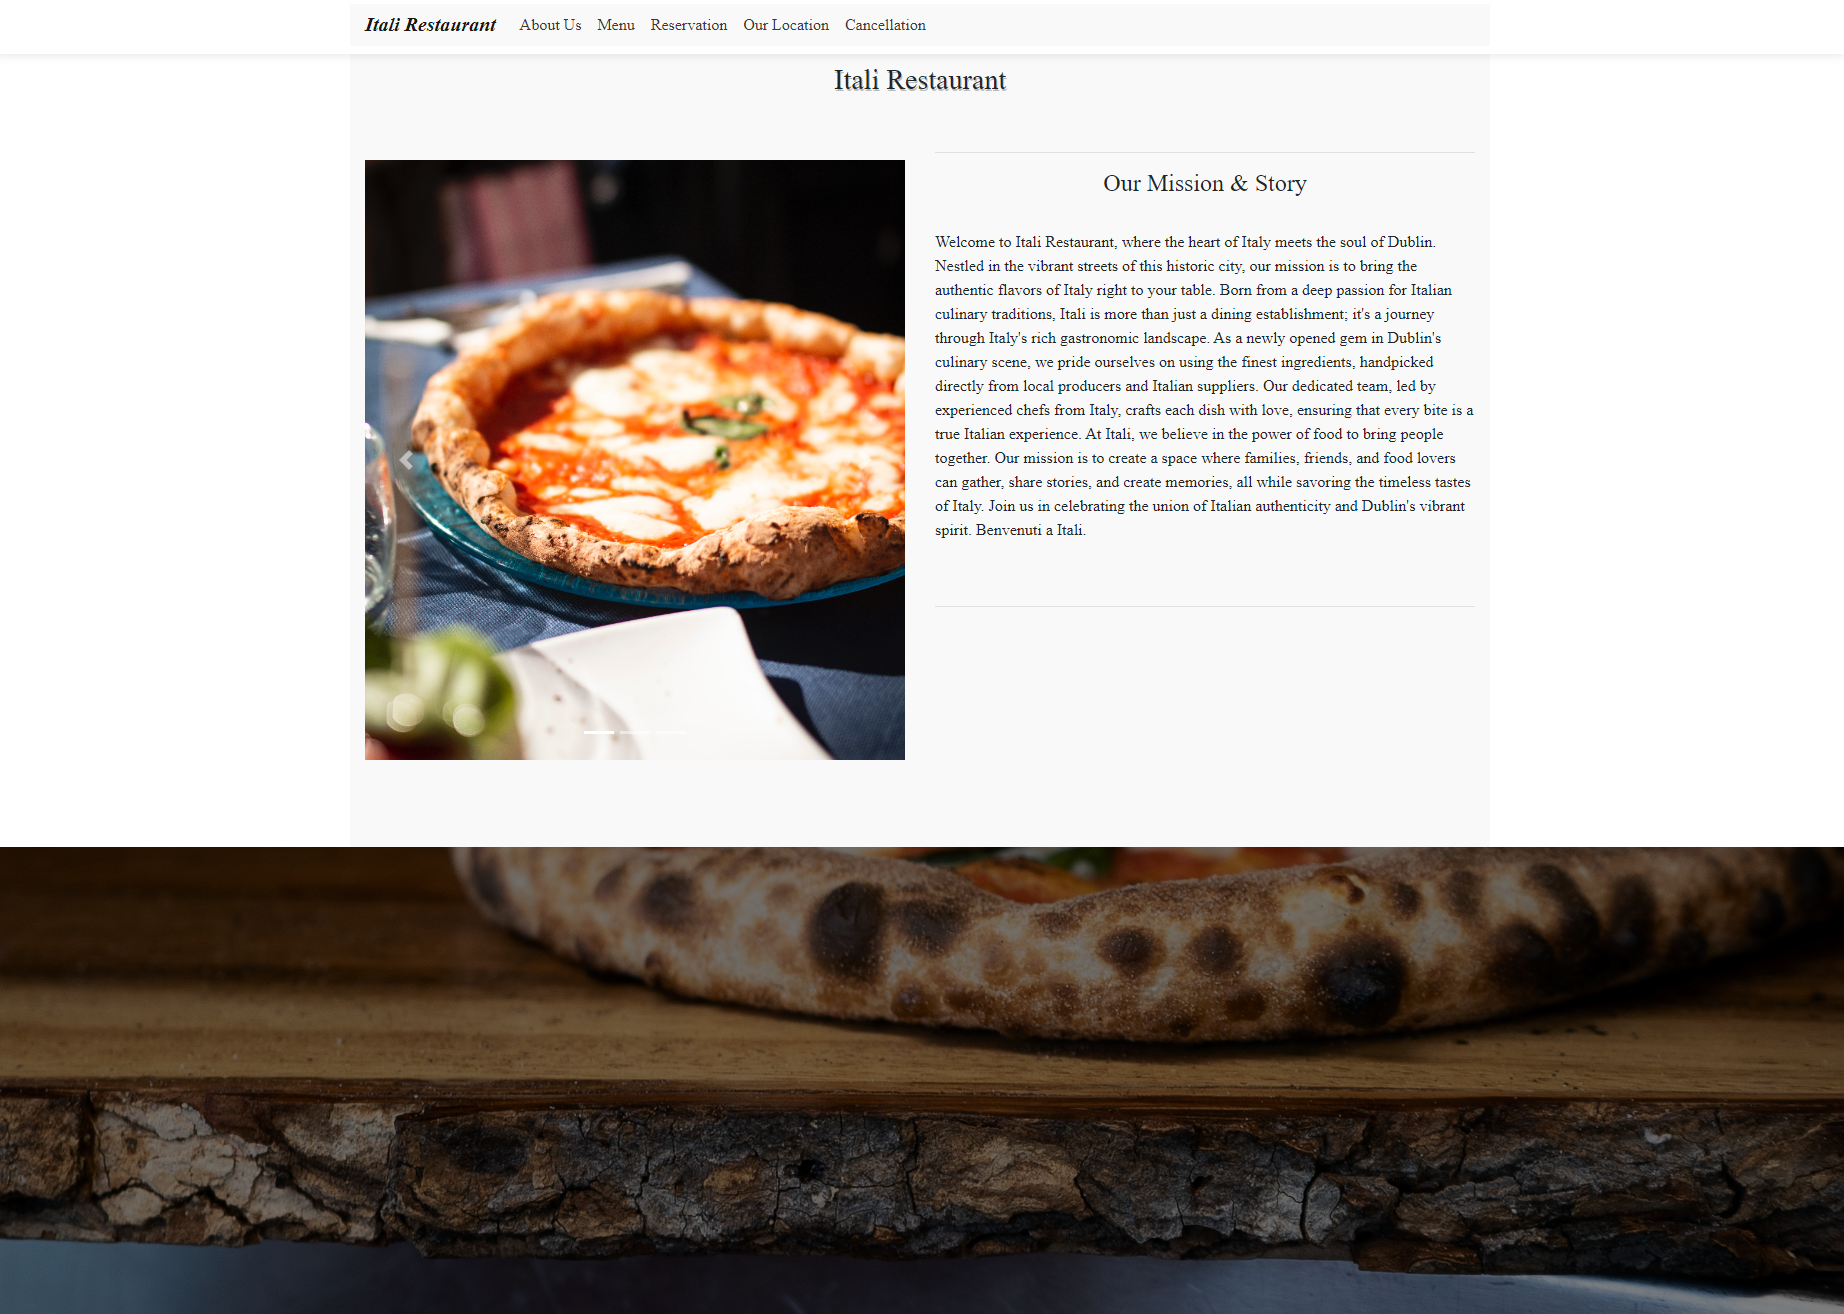 Itali Restaurant About Us Menu Reservation Our Location Cancellation
Itali Restaurant
Our Mission & Story
Welcome to Itali Restaurant, where the heart of Italy meets the soul of Dublin.
Nestled in the vibrant streets of this historic city, our mission is to bring the
authentic flavors of Italy right to your table. Born from a deep passion for Italian
culinary traditions, Itali is more than just a dining establishment; it's a journey
through Italy's rich gastronomic landscape. As a newly opened gem in Dublin's
culinary scene, we pride ourselves on using the finest ingredients, handpicked
directly from local producers and Italian suppliers. Our dedicated team, led by
experienced chefs from Italy, crafts each dish with love, ensuring that every bite is a
true Italian experience. At Itali, we believe in the power of food to bring people
together. Our mission is to create a space where families, friends, and food lovers
can gather, share stories, and create memories, all while savoring the timeless tastes
of Italy. Join us in celebrating the union of Italian authenticity and Dublin's vibrant
spirit. Benvenuti a Itali.